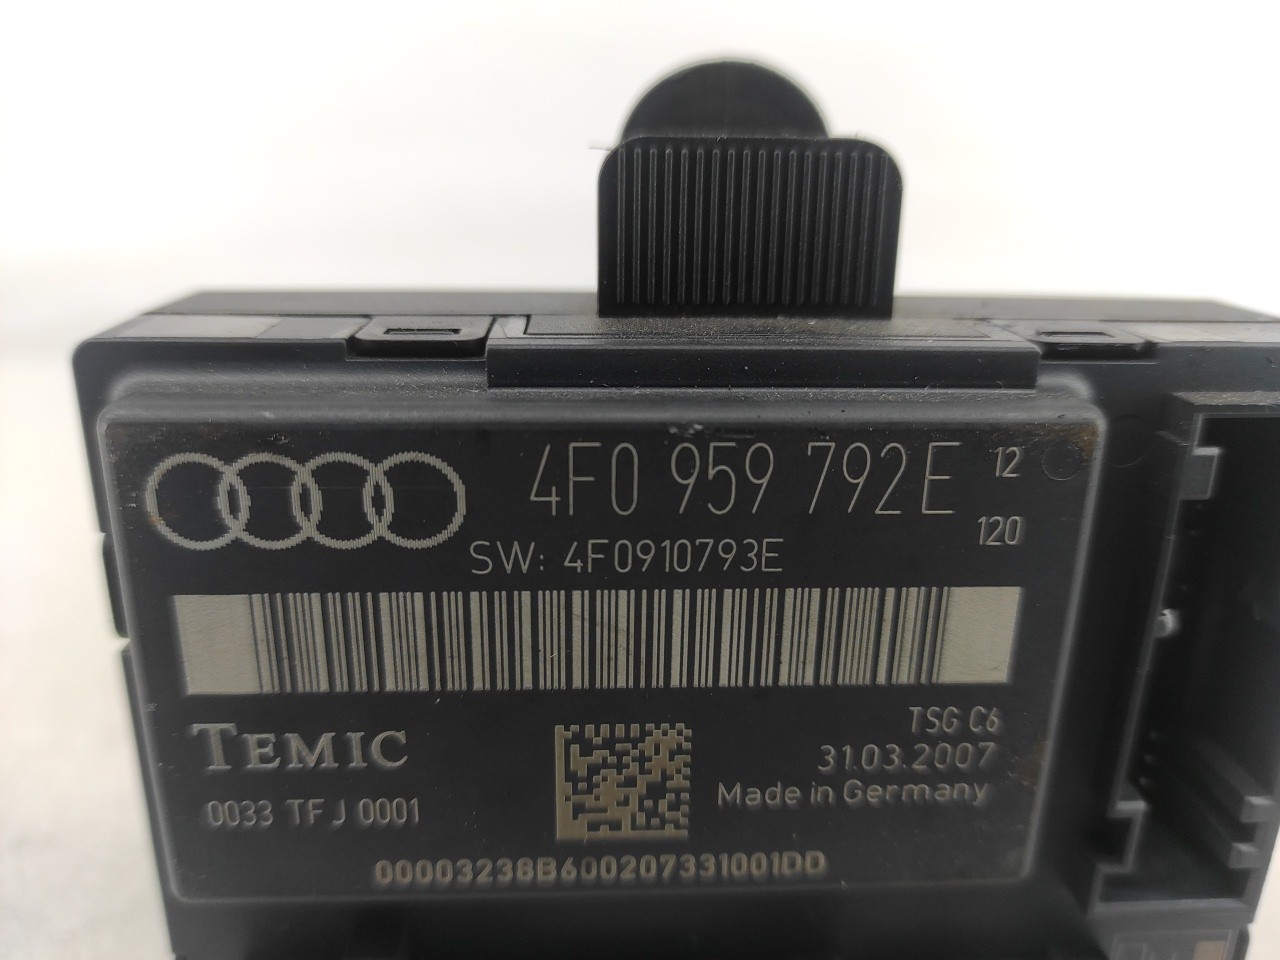 4F0 959 792E 12
120
SW: 4F0910793E
TEMIC
0033 TF J 0001
TSG C6
31.03.2007
Made in Germany
00003238B600207331001DD